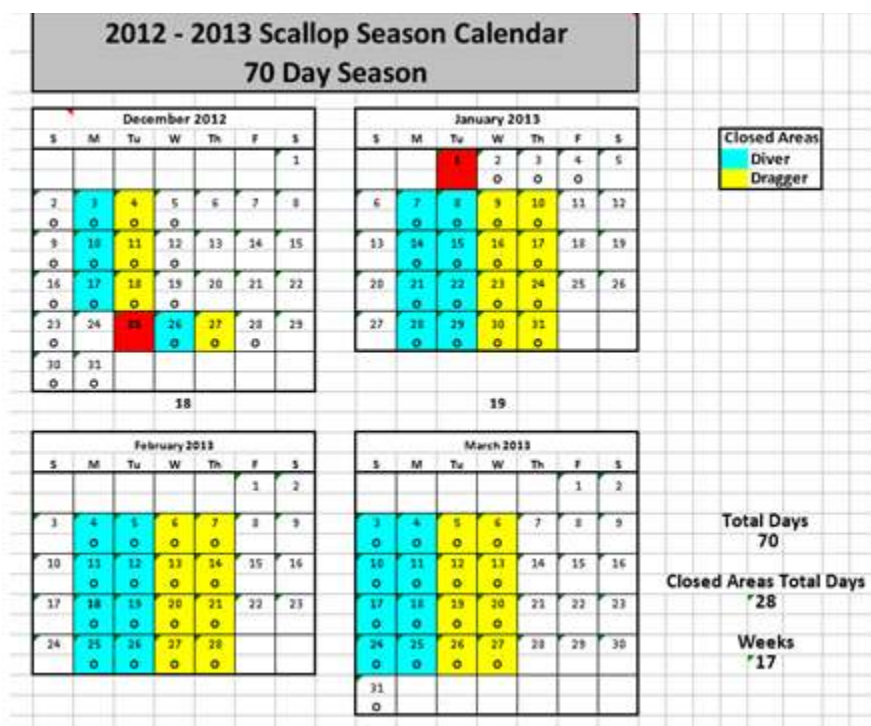 2012 - 2013 Scallop Season Calendar
70 Day Season
December 2012
S M Tu W Th F S
1
2 3 4 5 6 7 8
o o o o
9 10 11 12 13 14 15
o o o o
16 17 18 19 20 21 22
o o o o
23 24 25 26 27 28 29
o o o o
30 31
o o
18
January 2013
S M Tu W Th F S
1 2 3 4 5
o o o
6 7 8 9 10 11 12
o o o o
13 14 15 16 17 18 19
o o o o
20 21 22 23 24 25 26
o o o o
27 28 29 30 31
o o o o
19
Closed Areas
Diver
Dragger
February 2013
S M Tu W Th F S
1 2
3 4 5 6 7 8 9
o o o o
10 11 12 13 14 15 16
o o o o
17 18 19 20 21 22 23
o o o o
24 25 26 27 28
o o o o
March 2013
S M Tu W Th F S
1 2
3 4 5 6 7 8 9
o o o o
10 11 12 13 14 15 16
o o o o
17 18 19 20 21 22 23
o o o o
24 25 26 27 28 29 30
o o o o
31
o
Total Days
70
Closed Areas Total Days
28
Weeks
17